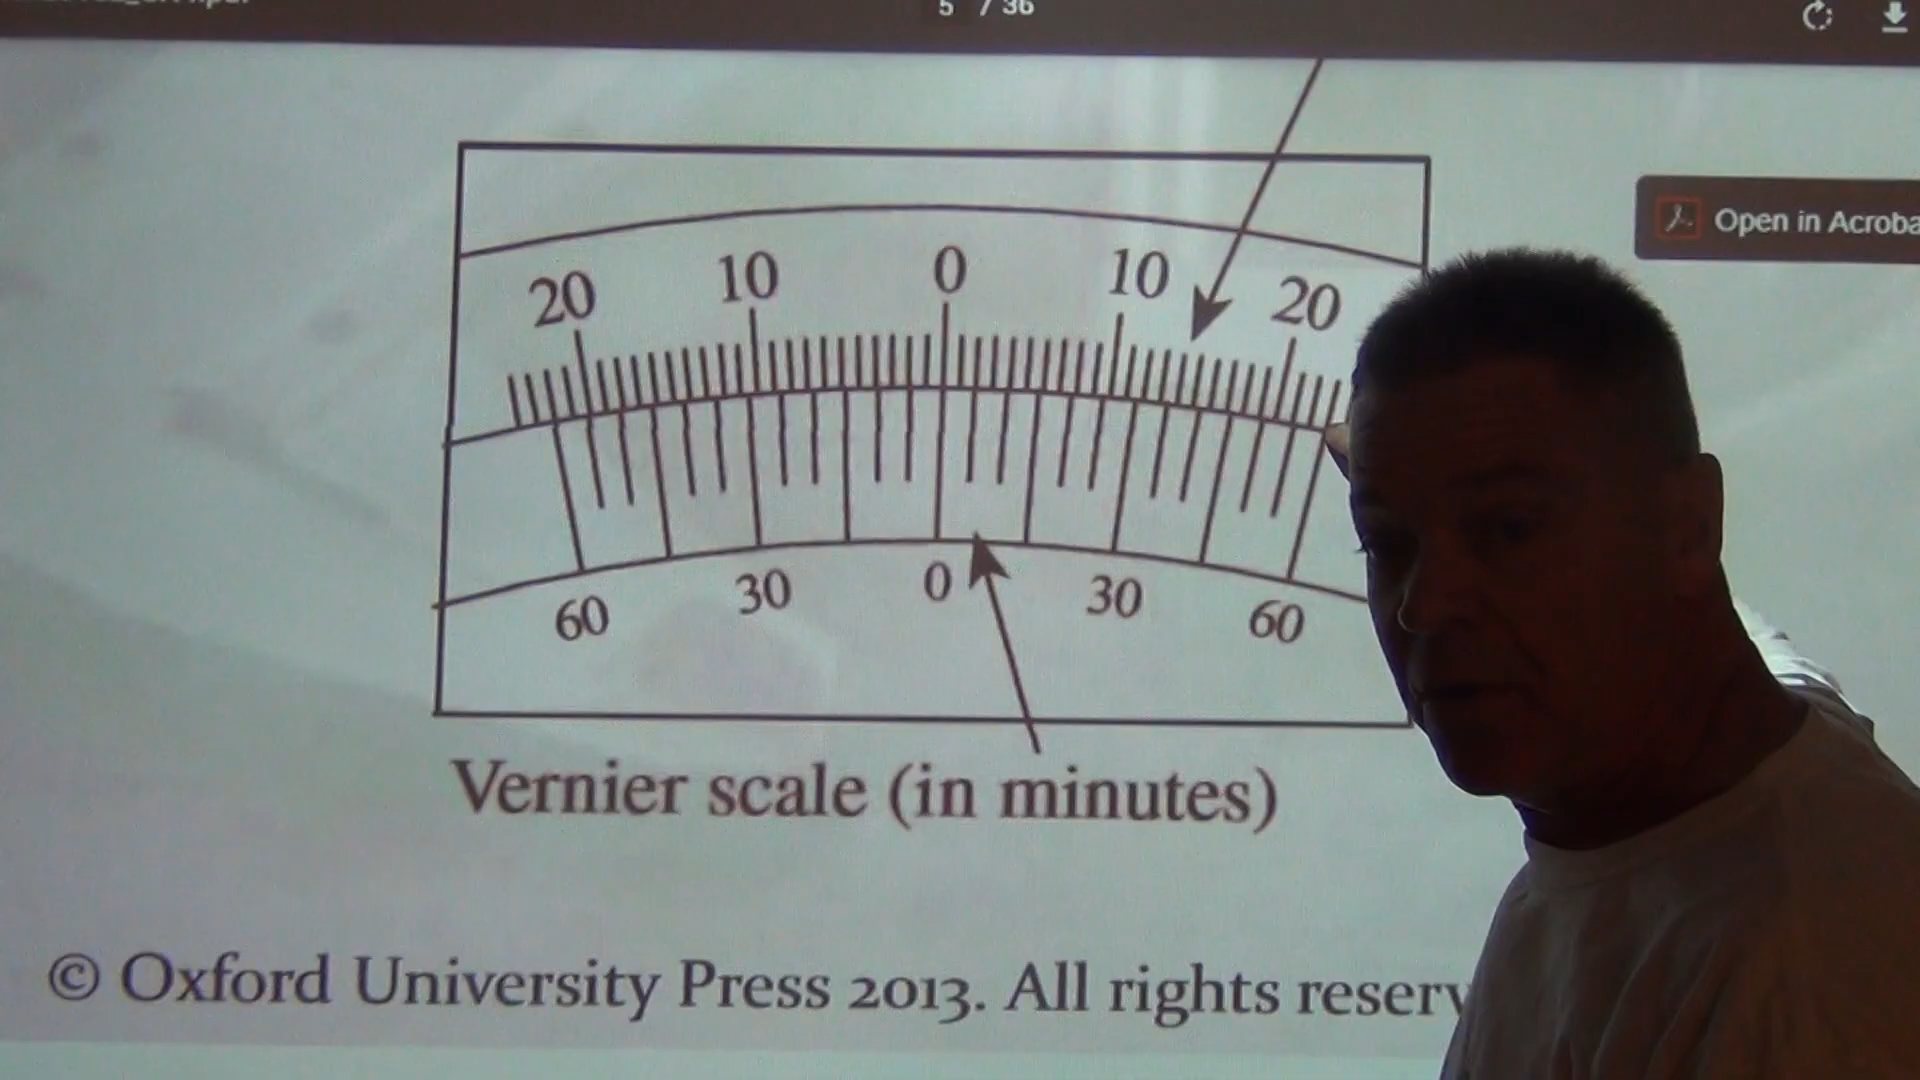 5 / 36
Open in Acroba
20 10 0 10 20
60 30 0 30 60
Vernier scale (in minutes)
© Oxford University Press 2013. All rights reserv